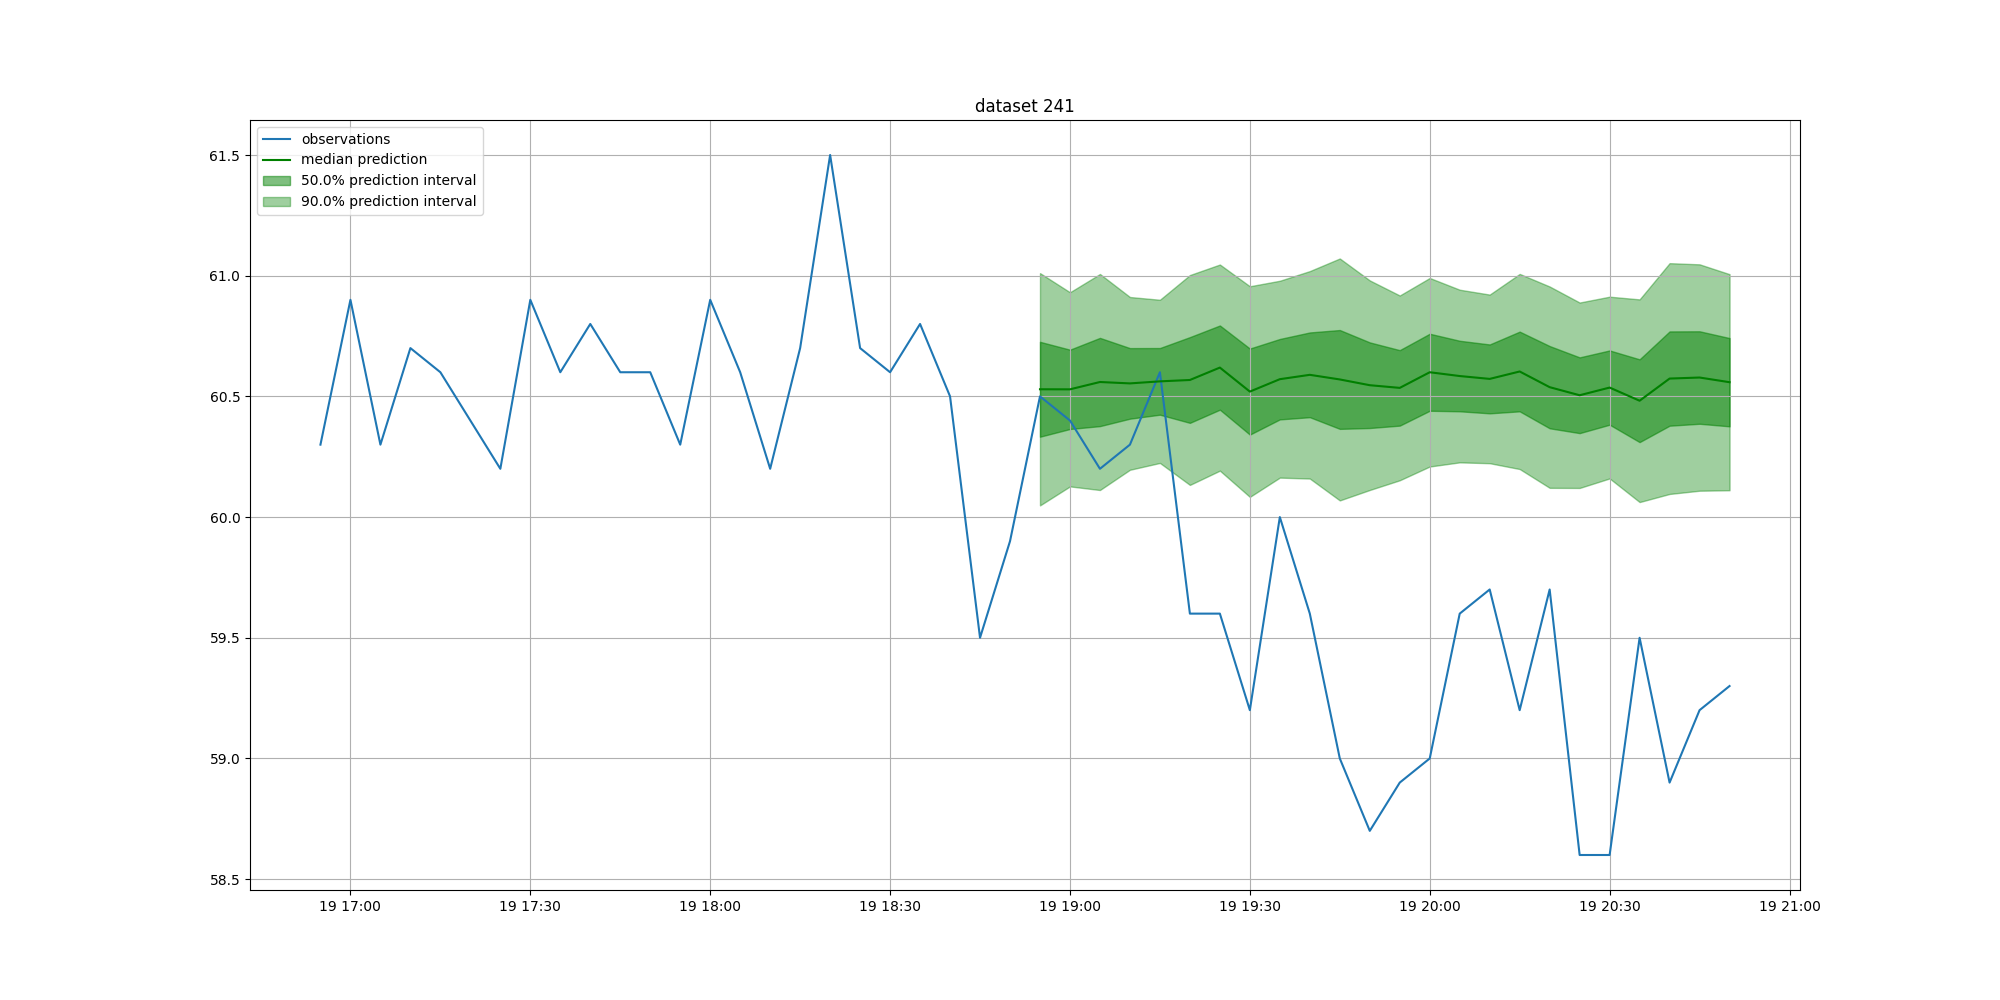 dataset 241
observations
median prediction
50.0% prediction interval
90.0% prediction interval
61.5
61.0
60.5
60.0
59.5
59.0
58.5
19 17:00 19 17:30 19 18:00 19 18:30 19 19:00 19 19:30 19 20:00 19 20:30 19 21:00